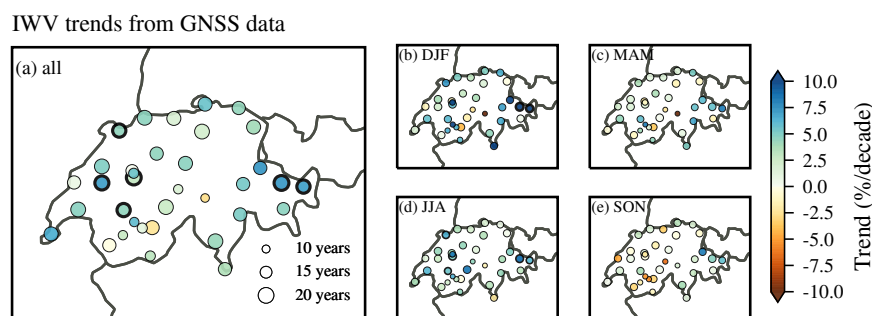 IWV trends from GNSS data
(a) all
10 years
15 years
20 years
(b) DJF
(c) MAM
(d) JJA
(e) SON
10.0
7.5
5.0
2.5
0.0
-2.5
-5.0
-7.5
-10.0
Trend (%/decade)